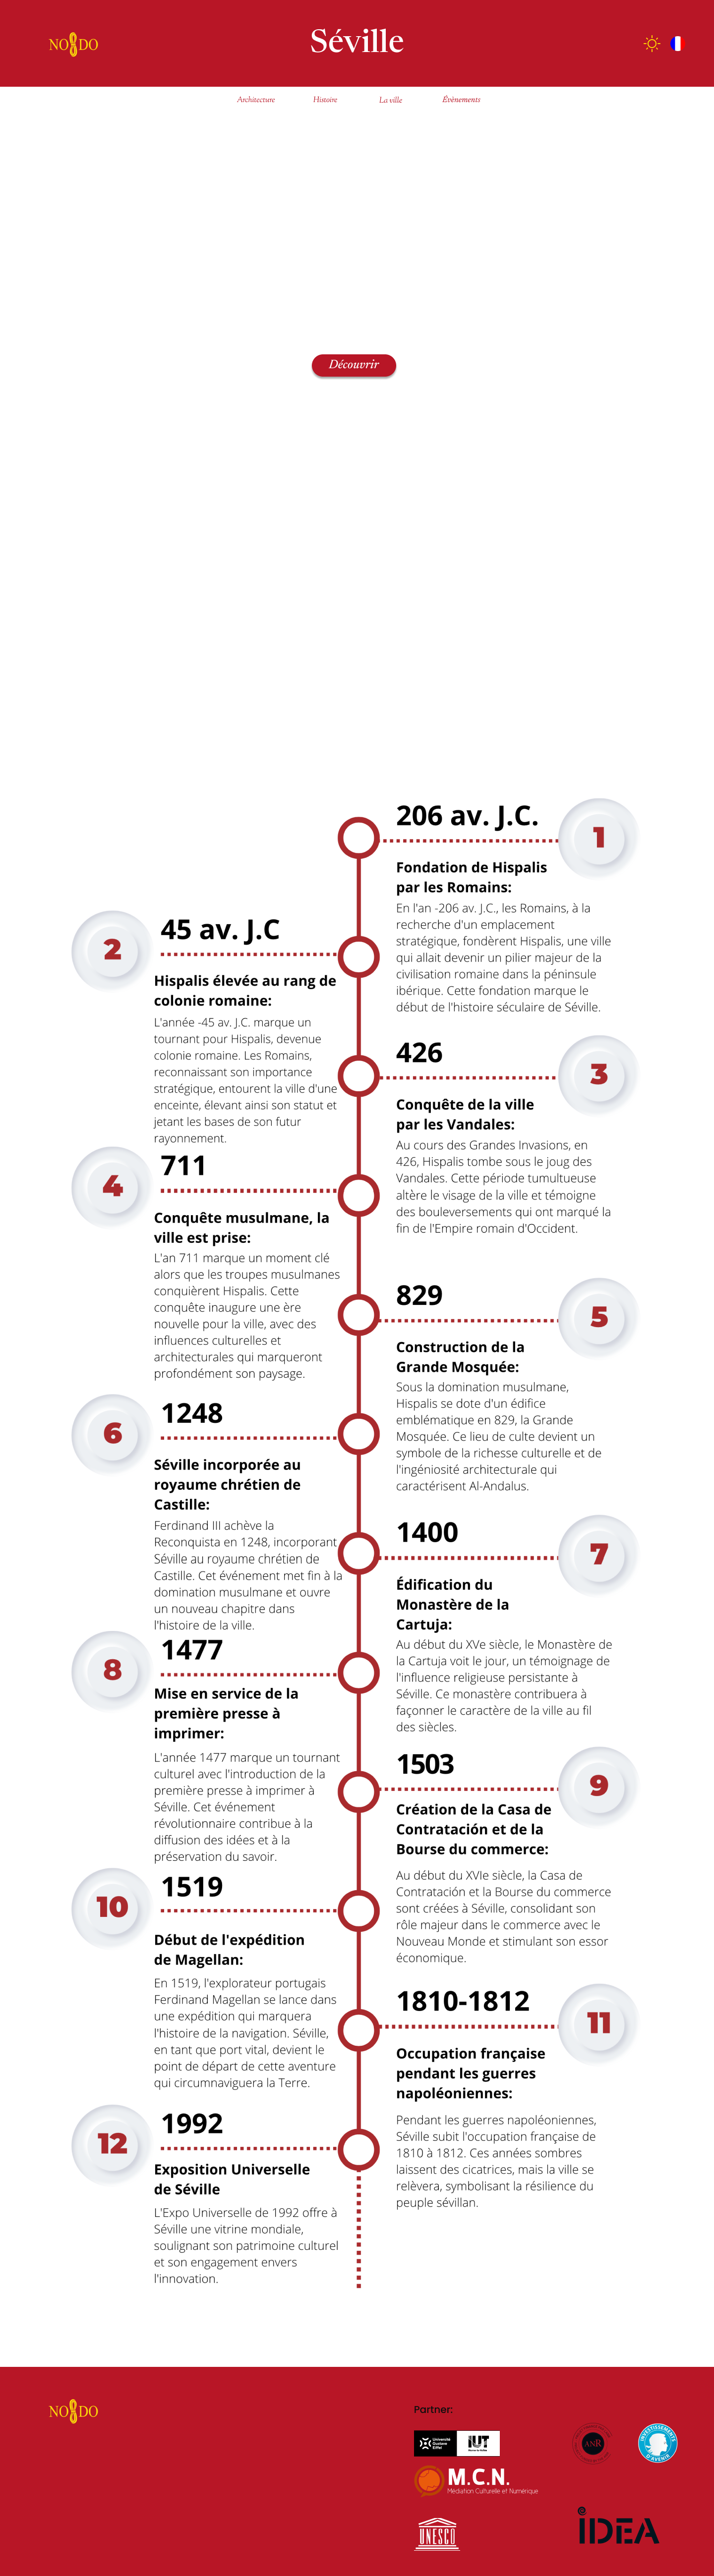 NO8DO
Séville
Architecture
Histoire
La ville
Évènements
Découvrir
206 av. J.C.
1
Fondation de Hispalis
par les Romains:
En l'an -206 av. J.C., les Romains, à la
recherche d'un emplacement
stratégique, fondèrent Hispalis, une ville
qui allait devenir un pilier majeur de la
civilisation romaine dans la péninsule
ibérique. Cette fondation marque le
début de l'histoire séculaire de Séville.
2
45 av. J.C
Hispalis élevée au rang de
colonie romaine:
L'année -45 av. J.C. marque un
tournant pour Hispalis, devenue
colonie romaine. Les Romains,
reconnaissant son importance
stratégique, entourent la ville d'une
enceinte, élevant ainsi son statut et
jetant les bases de son futur
rayonnement.
426
3
Conquête de la ville
par les Vandales:
Au cours des Grandes Invasions, en
426, Hispalis tombe sous le joug des
Vandales. Cette période tumultueuse
altère le visage de la ville et témoigne
des bouleversements qui ont marqué la
fin de l'Empire romain d'Occident.
4
711
Conquête musulmane, la
ville est prise:
L'an 711 marque un moment clé
alors que les troupes musulmanes
conquièrent Hispalis. Cette
conquête inaugure une ère
nouvelle pour la ville, avec des
influences culturelles et
architecturales qui marqueront
profondément son paysage.
829
5
Construction de la
Grande Mosquée:
Sous la domination musulmane,
Hispalis se dote d'un édifice
emblématique en 829, la Grande
Mosquée. Ce lieu de culte devient un
symbole de la richesse culturelle et de
l'ingéniosité architecturale qui
caractérisent Al-Andalus.
6
1248
Séville incorporée au
royaume chrétien de
Castille:
Ferdinand III achève la
Reconquista en 1248, incorporant
Séville au royaume chrétien de
Castille. Cet événement met fin à la
domination musulmane et ouvre
un nouveau chapitre dans
l'histoire de la ville.
1400
7
Édification du
Monastère de la
Cartuja:
Au début du XVe siècle, le Monastère de
la Cartuja voit le jour, un témoignage de
l'influence religieuse persistante à
Séville. Ce monastère contribuera à
façonner le caractère de la ville au fil
des siècles.
8
1477
Mise en service de la
première presse à
imprimer:
L'année 1477 marque un tournant
culturel avec l'introduction de la
première presse à imprimer à
Séville. Cet événement
révolutionnaire contribue à la
diffusion des idées et à la
préservation du savoir.
1503
9
Création de la Casa de
Contratación et de la
Bourse du commerce:
Au début du XVIe siècle, la Casa de
Contratación et la Bourse du commerce
sont créées à Séville, consolidant son
rôle majeur dans le commerce avec le
Nouveau Monde et stimulant son essor
économique.
10
1519
Début de l'expédition
de Magellan:
En 1519, l'explorateur portugais
Ferdinand Magellan se lance dans
une expédition qui marquera
l'histoire de la navigation. Séville,
en tant que port vital, devient le
point de départ de cette aventure
qui circumnaviguera la Terre.
1810-1812
11
Occupation française
pendant les guerres
napoléoniennes:
Pendant les guerres napoléoniennes,
Séville subit l'occupation française de
1810 à 1812. Ces années sombres
laissent des cicatrices, mais la ville se
relèvera, symbolisant la résilience du
peuple sévillan.
12
1992
Exposition Universelle
de Séville
L'Expo Universelle de 1992 offre à
Séville une vitrine mondiale,
soulignant son patrimoine culturel
et son engagement envers
l'innovation.
NO8DO
Partner:
Université
Gustave
Eiffel
IUT
ANR
INVESTISSEMENTS
D'AVENIR
M.C.N.
Médiation Culturelle et Numérique
UNESCO
IDEA